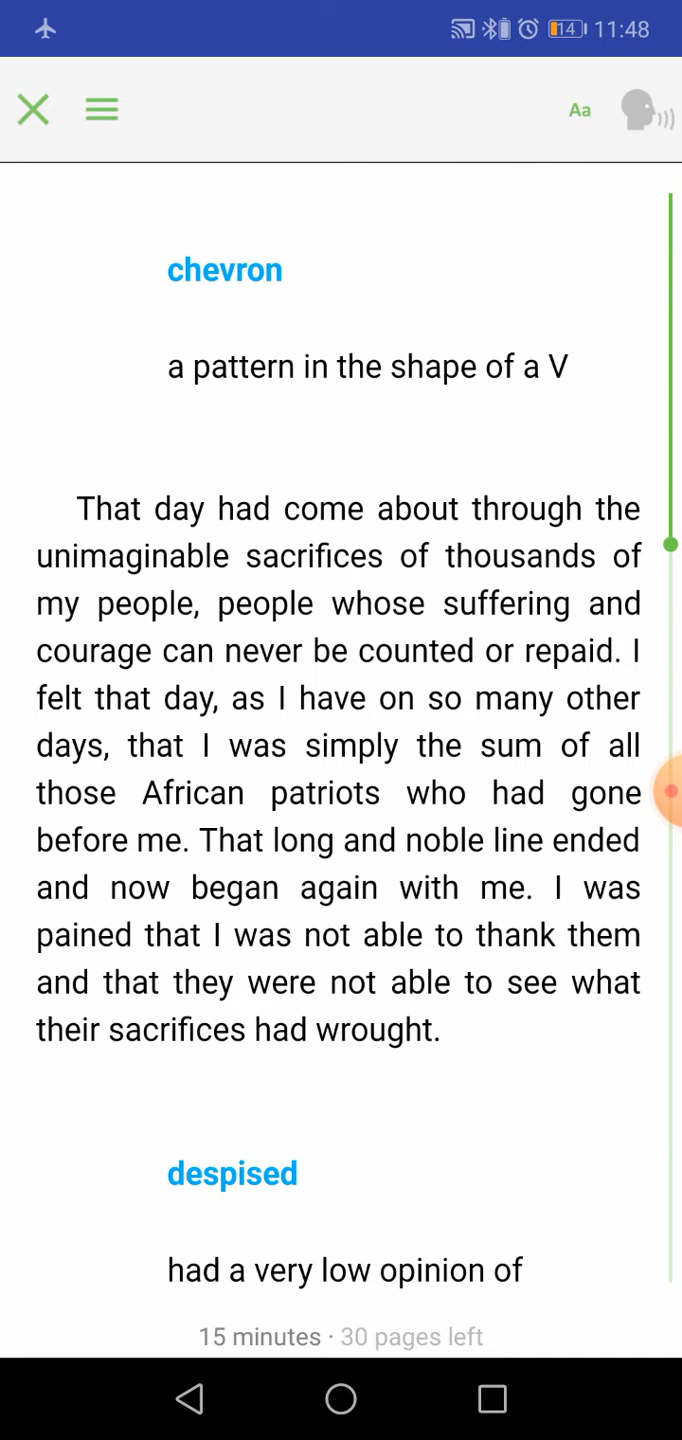 14 11:48
Aa
chevron
a pattern in the shape of a V
That day had come about through the
unimaginable sacrifices of thousands of
my people, people whose suffering and
courage can never be counted or repaid. I
felt that day, as I have on so many other
days, that I was simply the sum of all
those African patriots who had gone
before me. That long and noble line ended
and now began again with me. I was
pained that I was not able to thank them
and that they were not able to see what
their sacrifices had wrought.
despised
had a very low opinion of
15 minutes · 30 pages left